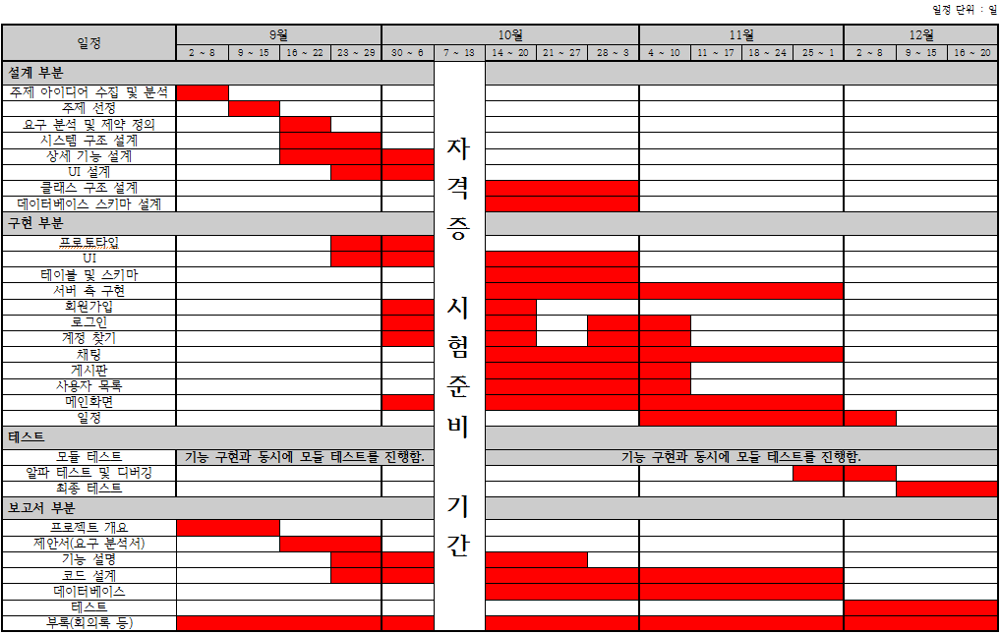 일정 단위 : 일
일정 9월 10월 11월 12월
2 ~ 8 9 ~ 15 16 ~ 22 23 ~ 29 30 ~ 6 7 ~ 13 14 ~ 20 21 ~ 27 28 ~ 3 4 ~ 10 11 ~ 17 18 ~ 24 25 ~ 1 2 ~ 8 9 ~ 15 16 ~ 20
설계 부분
주제 아이디어 수집 및 분석
주제 선정
요구 분석 및 제약 정의
시스템 구조 설계
상세 기능 설계
UI 설계
클래스 구조 설계
데이터베이스 스키마 설계
구현 부분
프로토타입
UI
테이블 및 스키마
서버 측 구현
회원가입
로그인
계정 찾기
채팅
게시판
사용자 목록
메인화면
일정
테스트
모듈 테스트 기능 구현과 동시에 모듈 테스트를 진행함. 기능 구현과 동시에 모듈 테스트를 진행함.
알파 테스트 및 디버깅
최종 테스트
보고서 부분
프로젝트 개요
제안서(요구 분석서)
기능 설명
코드 설계
데이터베이스
테스트
부록(회의록 등)
자격증 시험준비 기간